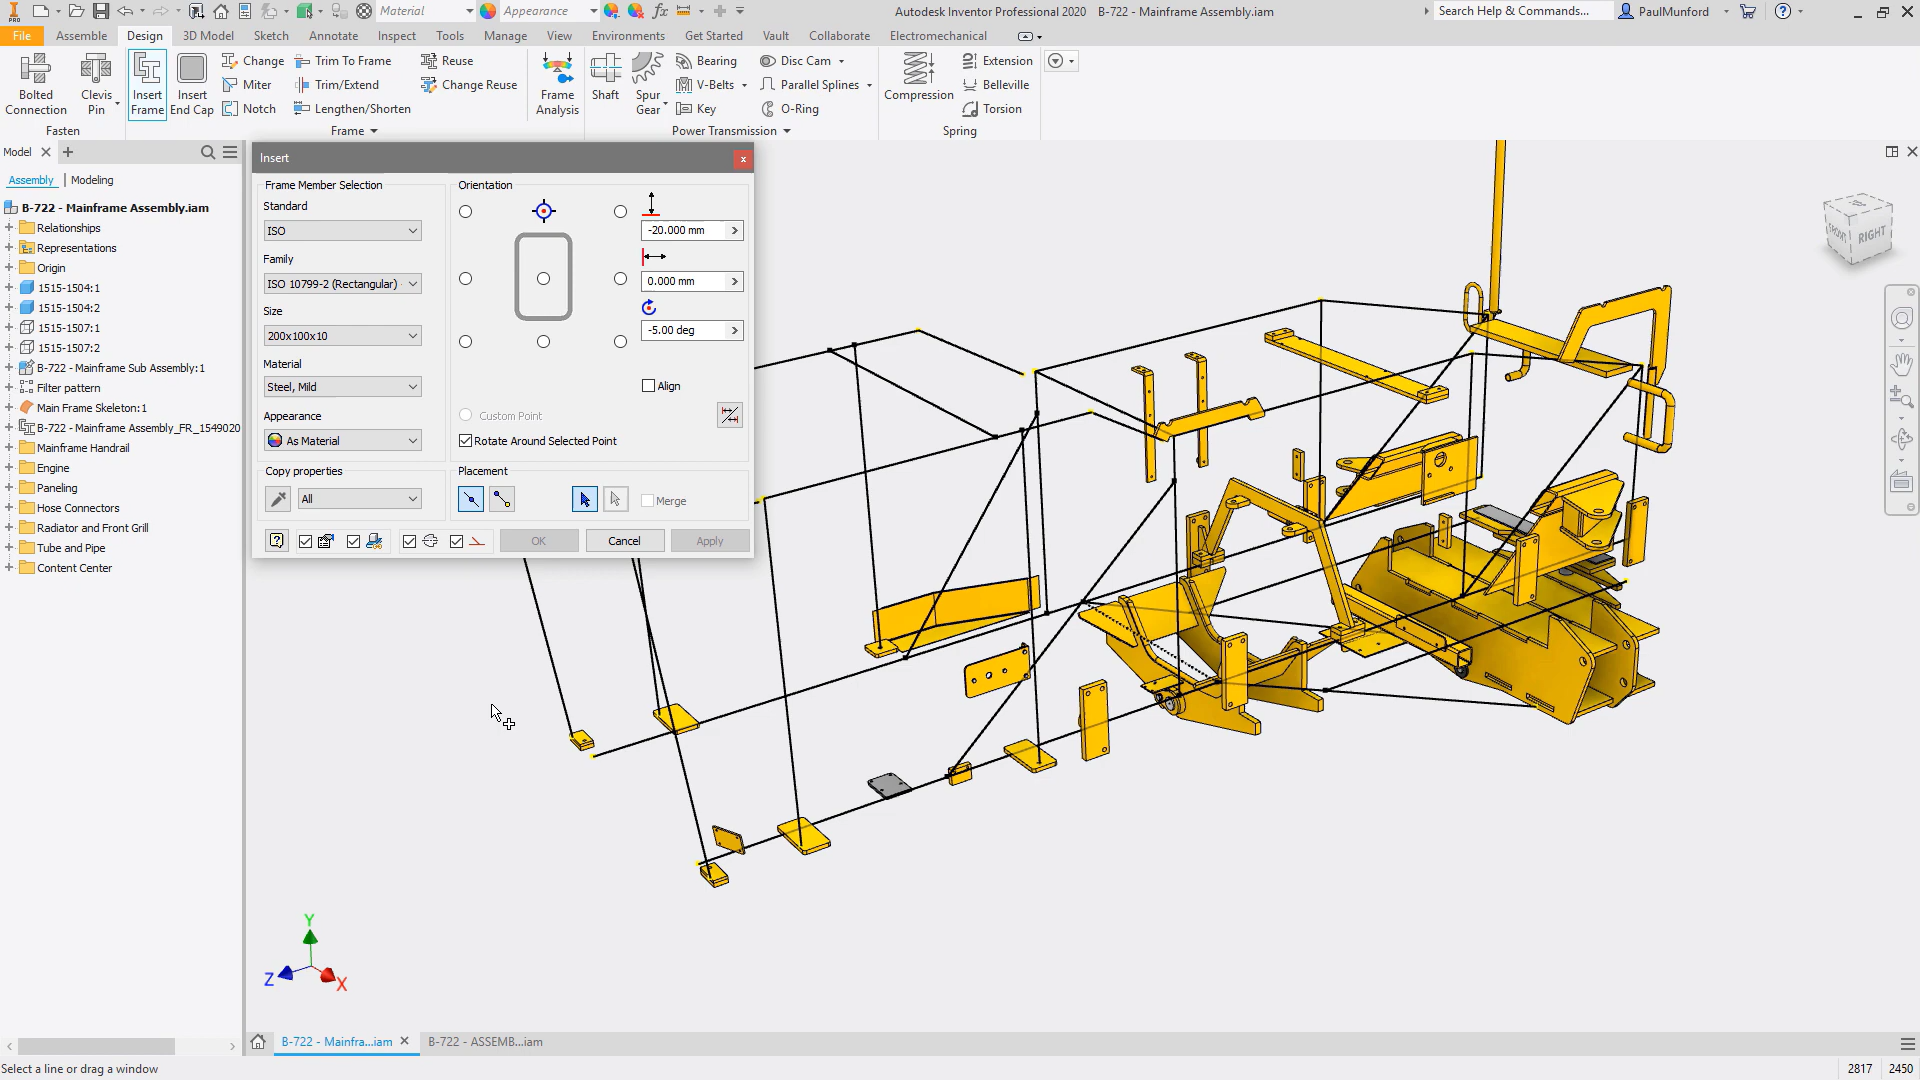 PRO
Material
Appearance
Autodesk Inventor Professional 2020 B-722 - Mainframe Assembly.iam
Search Help & Commands...
PaulMunford
File
Assemble
Design
3D Model
Sketch
Annotate
Inspect
Tools
Manage
View
Environments
Get Started
Vault
Collaborate
Electromechanical
Bolted
Connection
Clevis
Pin
Fasten
Insert
Frame
Insert
End Cap
Change
Miter
Notch
Trim To Frame
Trim/Extend
Lengthen/Shorten
Reuse
Change Reuse
Frame
Frame
Analysis
Shaft
Spur
Gear
Bearing
V-Belts
Key
Disc Cam
Parallel Splines
O-Ring
Power Transmission
Compression
Extension
Belleville
Torsion
Spring
Model
Assembly
Modeling
B-722 - Mainframe Assembly.iam
Relationships
Representations
Origin
1515-1504:1
1515-1504:2
1515-1507:1
1515-1507:2
B-722 - Mainframe Sub Assembly:1
Filter pattern
Main Frame Skeleton:1
B-722 - Mainframe Assembly_FR_1549020
Mainframe Handrail
Engine
Paneling
Hose Connectors
Radiator and Front Grill
Tube and Pipe
Content Center
Insert
Frame Member Selection
Standard
ISO
Family
ISO 10799-2 (Rectangular)
Size
200x100x10
Material
Steel, Mild
Appearance
As Material
Copy properties
All
Orientation
-20.000 mm
0.000 mm
-5.00 deg
Align
Custom Point
Rotate Around Selected Point
Placement
Merge
OK
Cancel
Apply
FRONT
RIGHT
Y
Z
X
B-722 - Mainfra...iam
B-722 - ASSEMB...iam
Select a line or drag a window
2817
2450